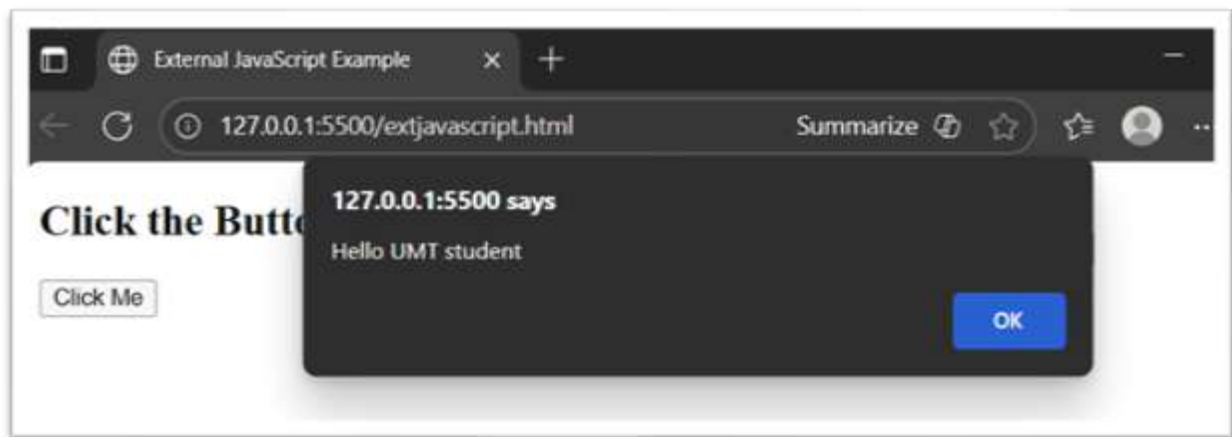 External JavaScript Example
127.0.0.1:5500/extjavascript.html Summarize
127.0.0.1:5500 says
Click the Butto
Hello UMT student
Click Me
OK